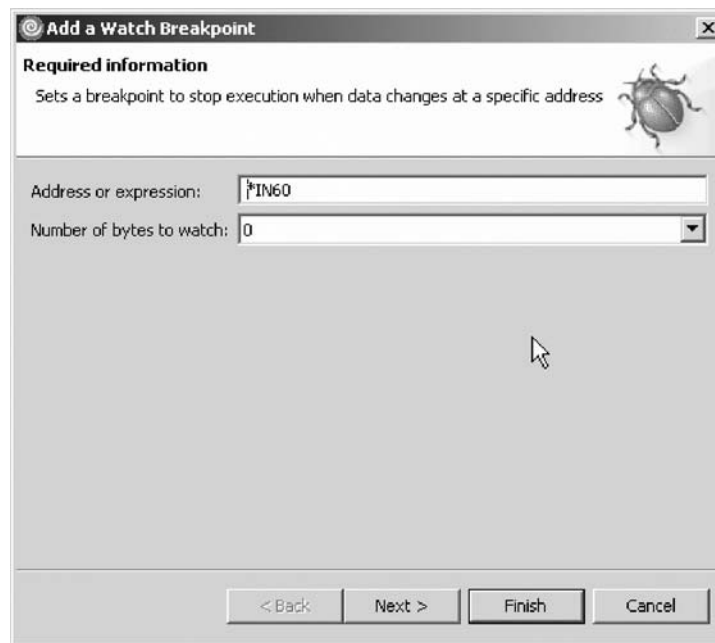 Add a Watch Breakpoint
Required information
Sets a breakpoint to stop execution when data changes at a specific address
Address or expression: *IN60
Number of bytes to watch: 0
< Back Next > Finish Cancel